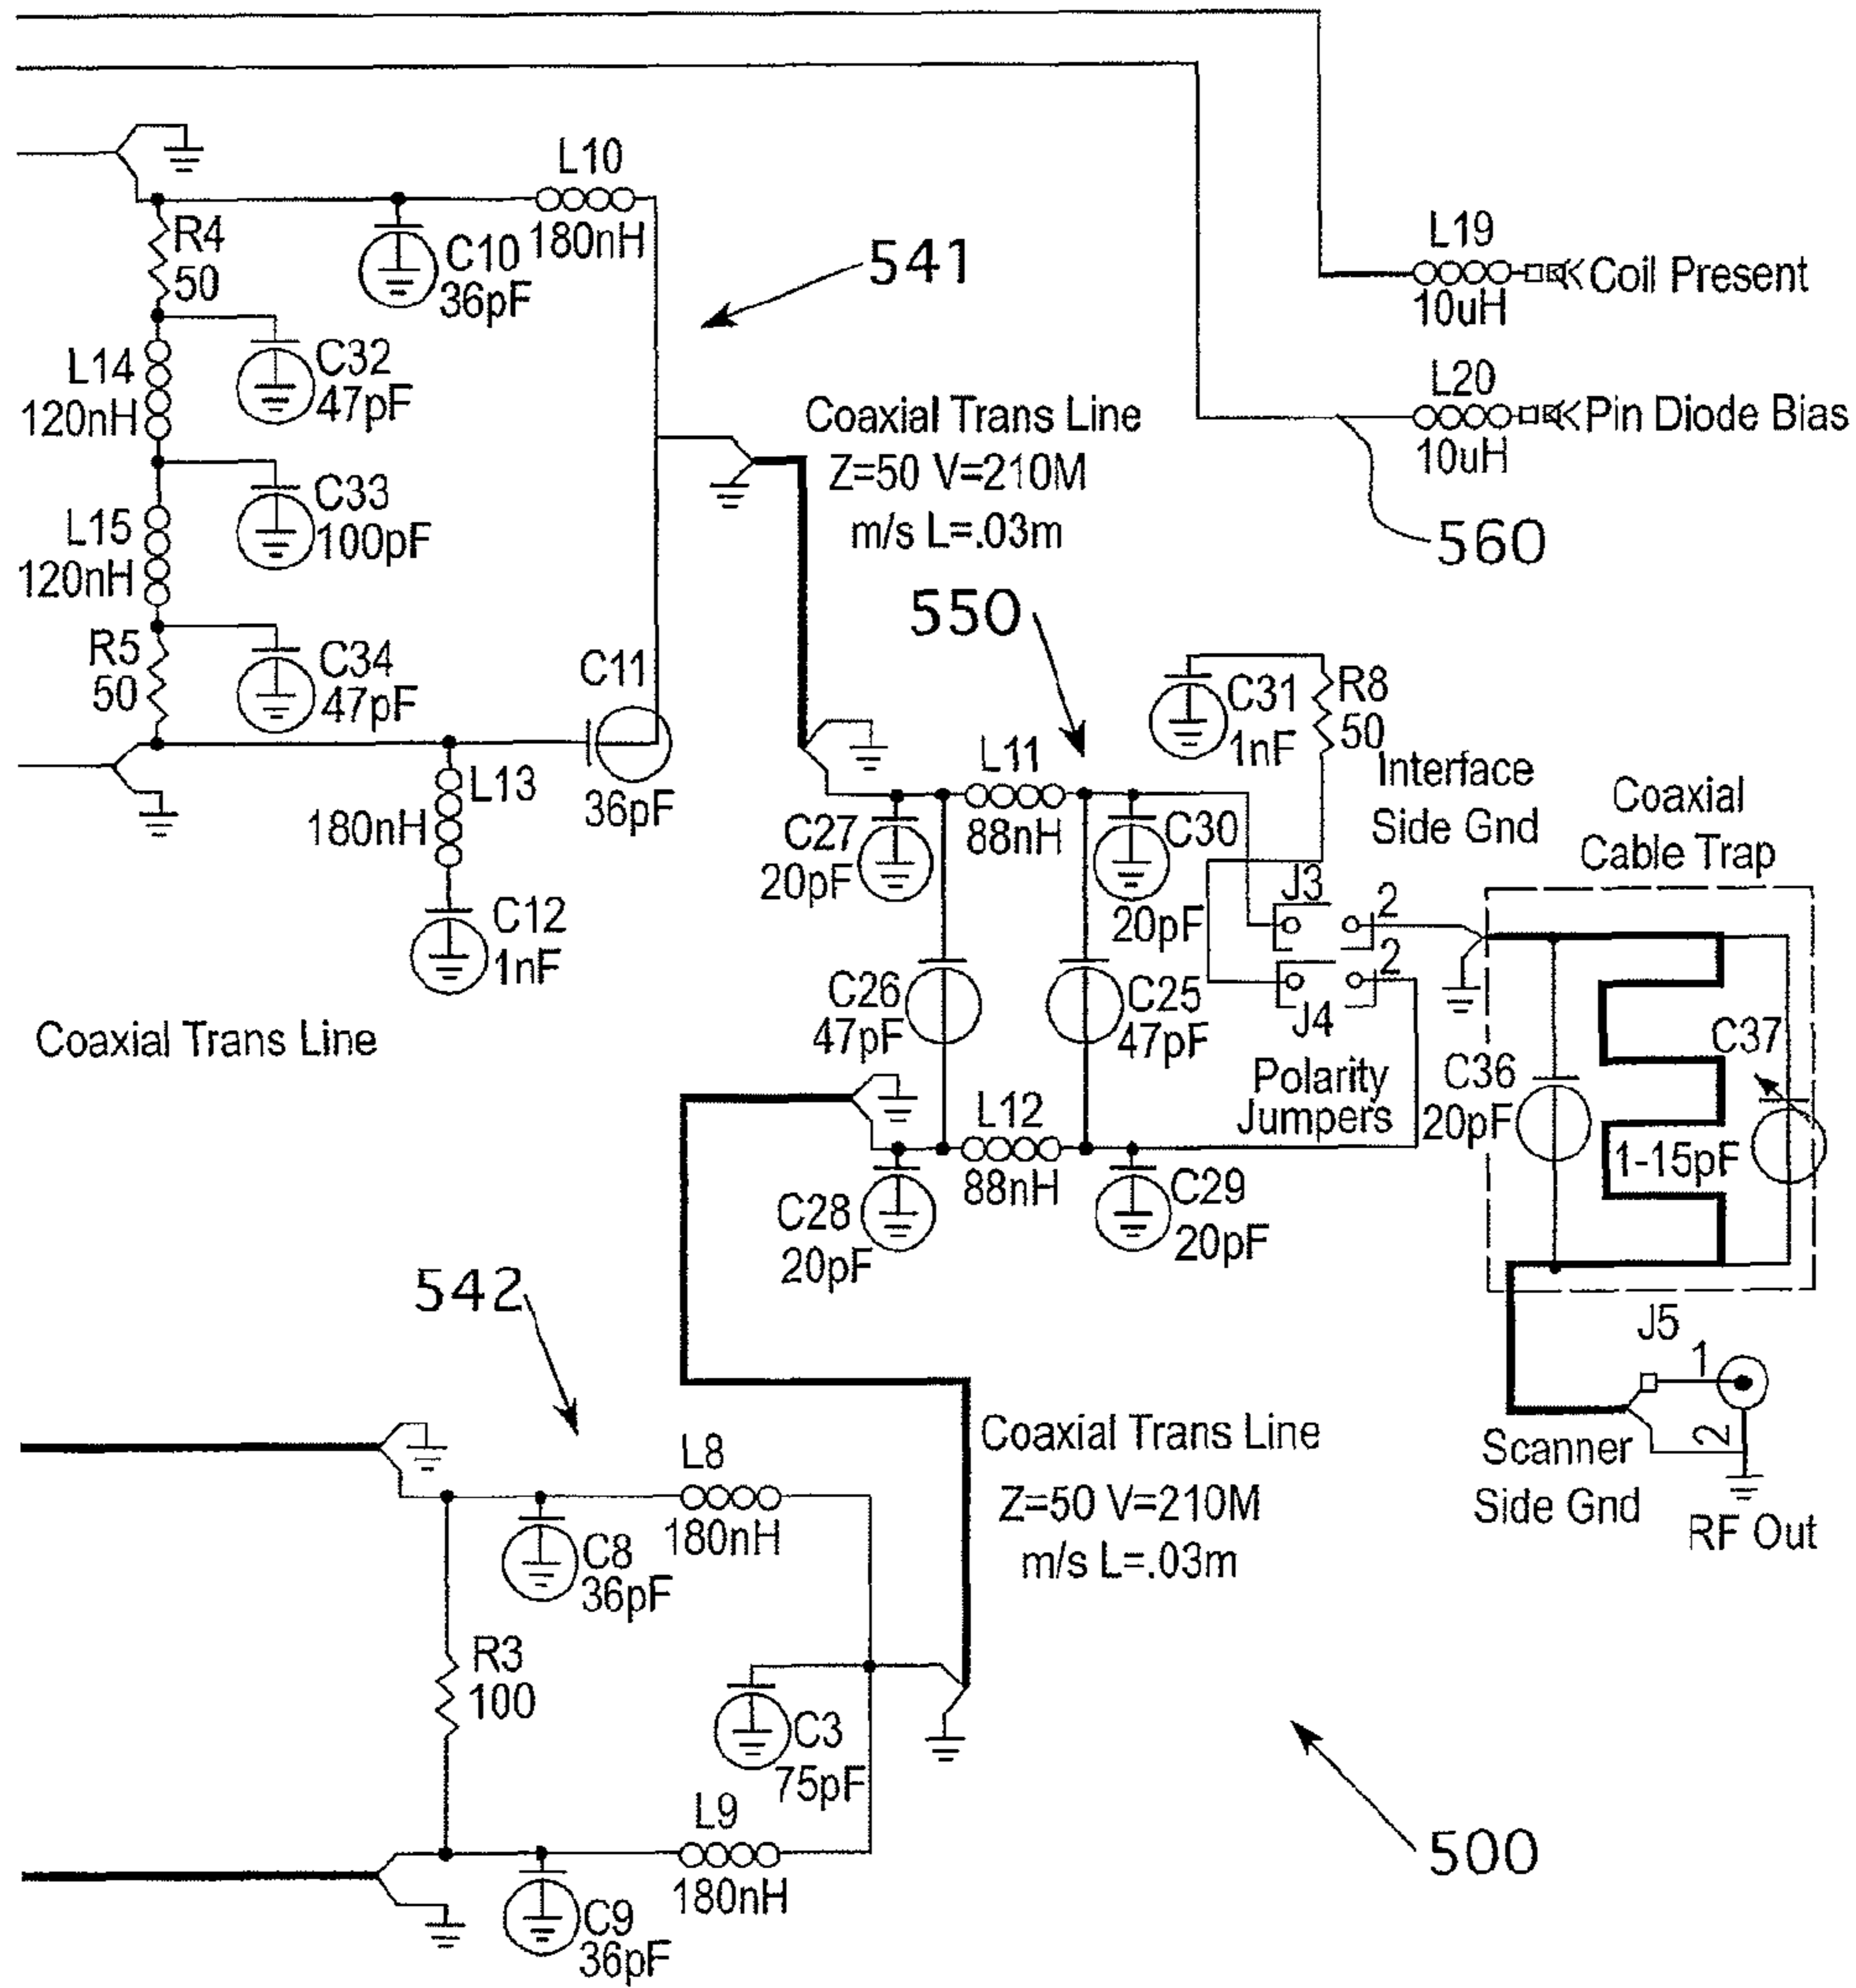 L10
180nH
R4
50
C10
36pF
541
L19
10uH
Coil Present
L14
120nH
C32
47pF
L20
10uH
Pin Diode Bias
Coaxial Trans Line
Z=50 V=210M
m/s L=.03m
560
L15
120nH
C33
100pF
550
R5
50
C34
47pF
C11
36pF
C31
1nF
R8
50
L13
180nH
L11
88nH
Interface
Side Gnd
Coaxial
Cable Trap
C27
20pF
C30
20pF
J3
2
C12
1nF
2
J4
C26
47pF
C25
47pF
Coaxial Trans Line
Polarity
Jumpers
C36
20pF
C37
1-15pF
L12
88nH
C28
20pF
C29
20pF
542
J5
1
2
Scanner
Side Gnd
RF Out
L8
180nH
Coaxial Trans Line
Z=50 V=210M
m/s L=.03m
C8
36pF
R3
100
C3
75pF
L9
180nH
500
C9
36pF